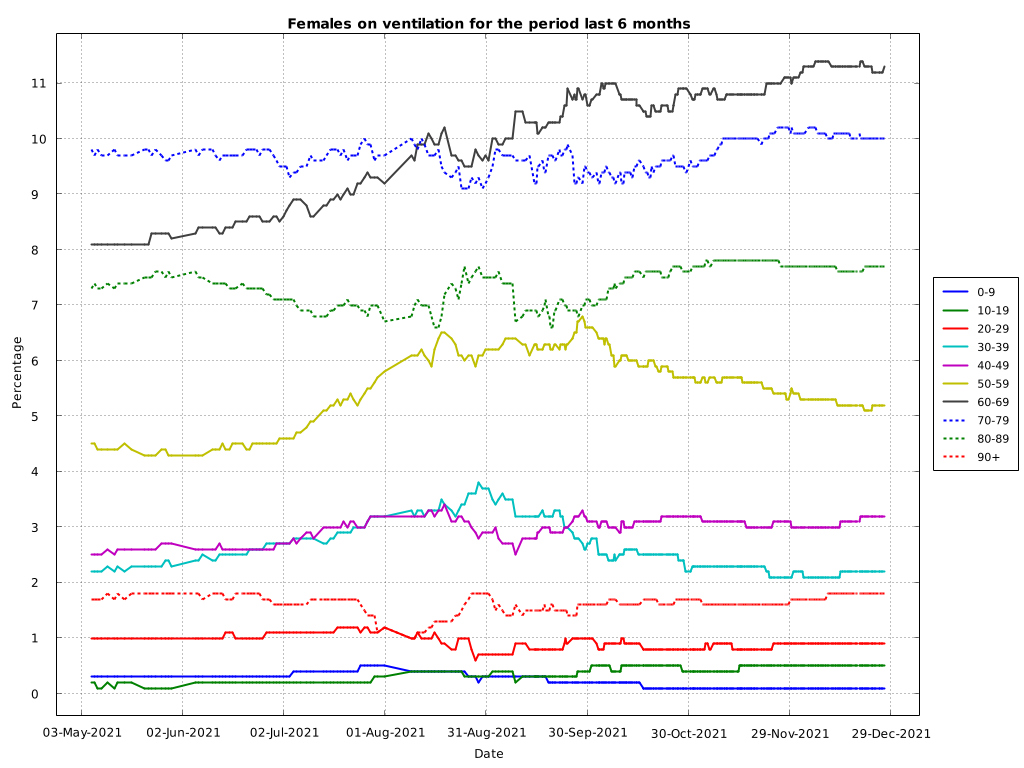 Females on ventilation for the period last 6 months
Percentage
11
10
9
8
7
6
5
4
3
2
1
0
03-May-2021
02-Jun-2021
02-Jul-2021
01-Aug-2021
31-Aug-2021
30-Sep-2021
30-Oct-2021
29-Nov-2021
29-Dec-2021
Date
0-9
10-19
20-29
30-39
40-49
50-59
60-69
70-79
80-89
90+